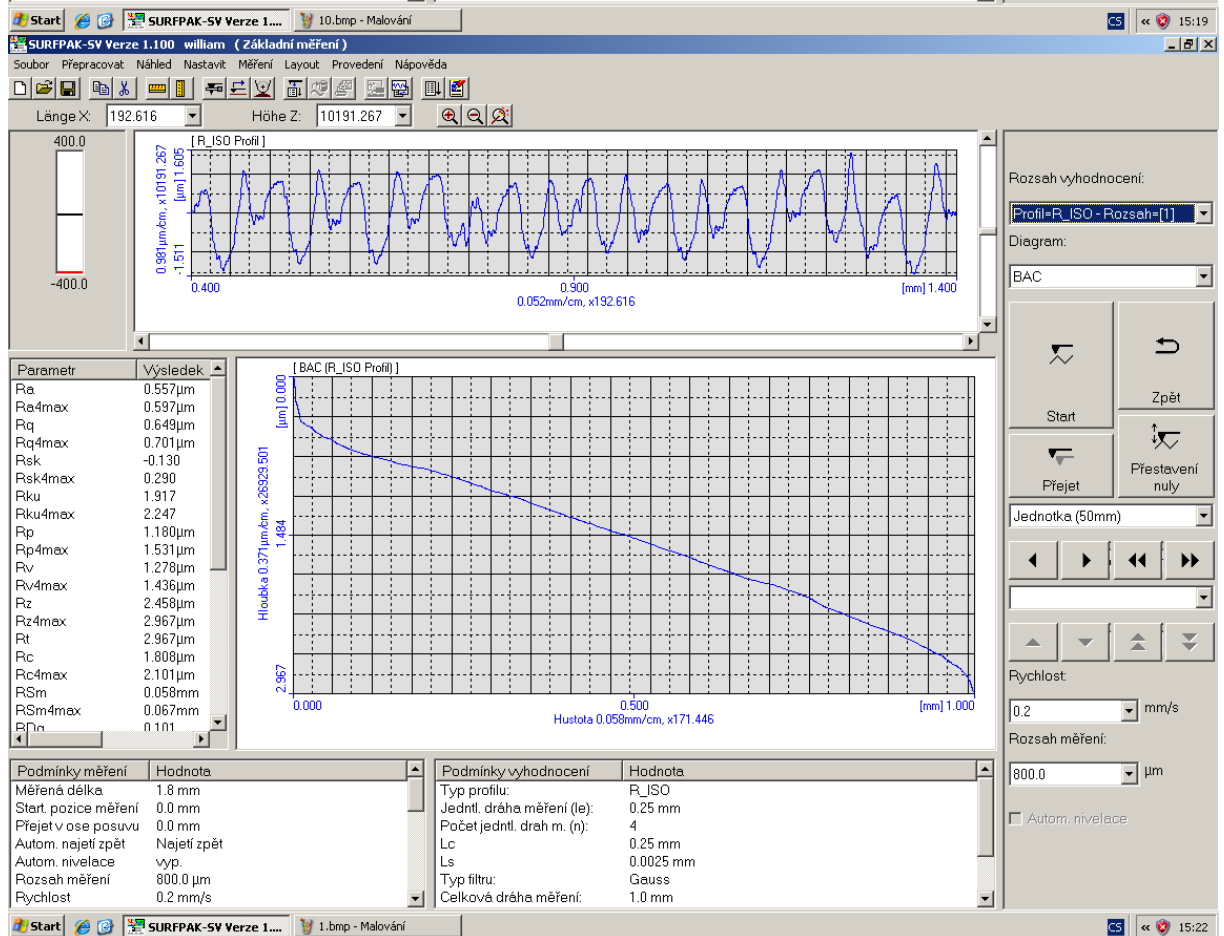 Start SURFPAK-SV Verze 1.... 10.bmp - Malování CS « 15:19
SURFPAK-SV Verze 1.100 william ( Základní měření )
Soubor Přepracovat Náhled Nastavit Měření Layout Provedení Nápověda
Länge X: 192.616 Höhe Z: 10191.267
400.0
-400.0
[ R_ISO Profil ]
0.981µm/cm, x10191.267
-1.511 [µm] 1.605
0.400 0.900 [mm] 1.400
0.052mm/cm, x192.616
Rozsah vyhodnocení:
Profil=R_ISO - Rozsah=[1]
Diagram:
BAC
Start
Zpět
Přejet
Přestavení
nuly
Jednotka (50mm)
Rychlost:
0.2 mm/s
Rozsah měření:
800.0 µm
Autom. nivelace
Parametr Výsledek
Ra 0.557µm
Ra4max 0.597µm
Rq 0.649µm
Rq4max 0.701µm
Rsk -0.130
Rsk4max 0.290
Rku 1.917
Rku4max 2.247
Rp 1.180µm
Rp4max 1.531µm
Rv 1.278µm
Rv4max 1.436µm
Rz 2.458µm
Rz4max 2.967µm
Rt 2.967µm
Rc 1.808µm
Rc4max 2.101µm
RSm 0.058mm
RSm4max 0.067mm
RDq 0.101
[ BAC (R_ISO Profil) ]
Hloubka 0.371µm/cm, x26929.501
2.967 1.484 [µm] 0.000
0.000 0.500 [mm] 1.000
Hustota 0.058mm/cm, x171.446
Podmínky měření Hodnota
Měřená délka 1.8 mm
Start. pozice měření 0.0 mm
Přejet v ose posuvu 0.0 mm
Autom. najetí zpět Najetí zpět
Autom. nivelace vyp.
Rozsah měření 800.0 µm
Rychlost 0.2 mm/s
Podmínky vyhodnocení Hodnota
Typ profilu: R_ISO
Jedntl. dráha měření (le): 0.25 mm
Počet jedntl. drah m. (n): 4
Lc 0.25 mm
Ls 0.0025 mm
Typ filtru: Gauss
Celková dráha měření: 1.0 mm
Start SURFPAK-SV Verze 1.... 1.bmp - Malování CS « 15:22